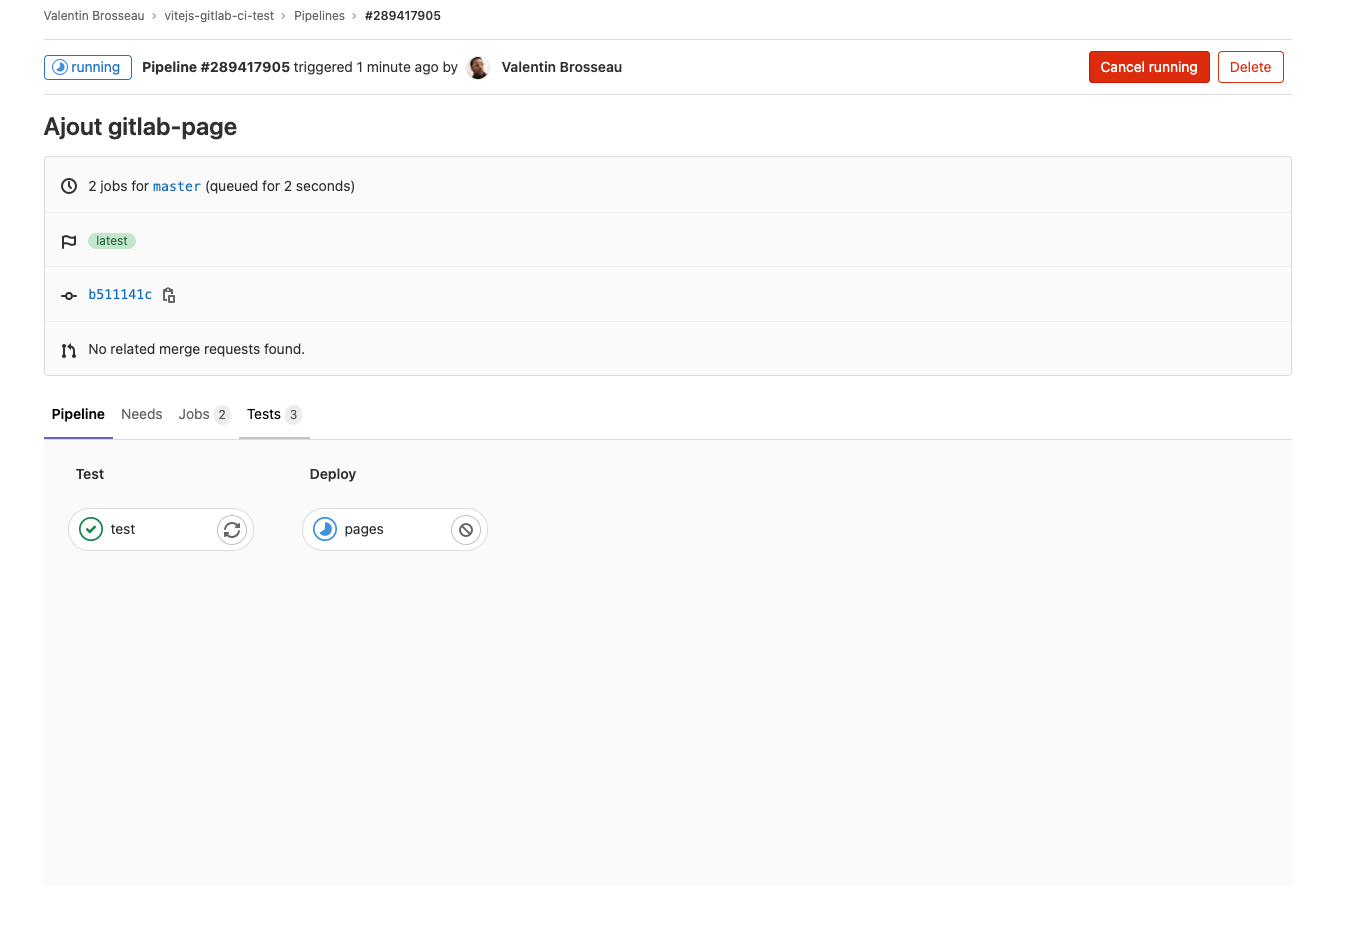 Valentin Brosseau › vitejs-gitlab-ci-test › Pipelines › #289417905
running Pipeline #289417905 triggered 1 minute ago by Valentin Brosseau Cancel running Delete
Ajout gitlab-page
2 jobs for master (queued for 2 seconds)
latest
b511141c
No related merge requests found.
Pipeline Needs Jobs 2 Tests 3
Test Deploy
test pages